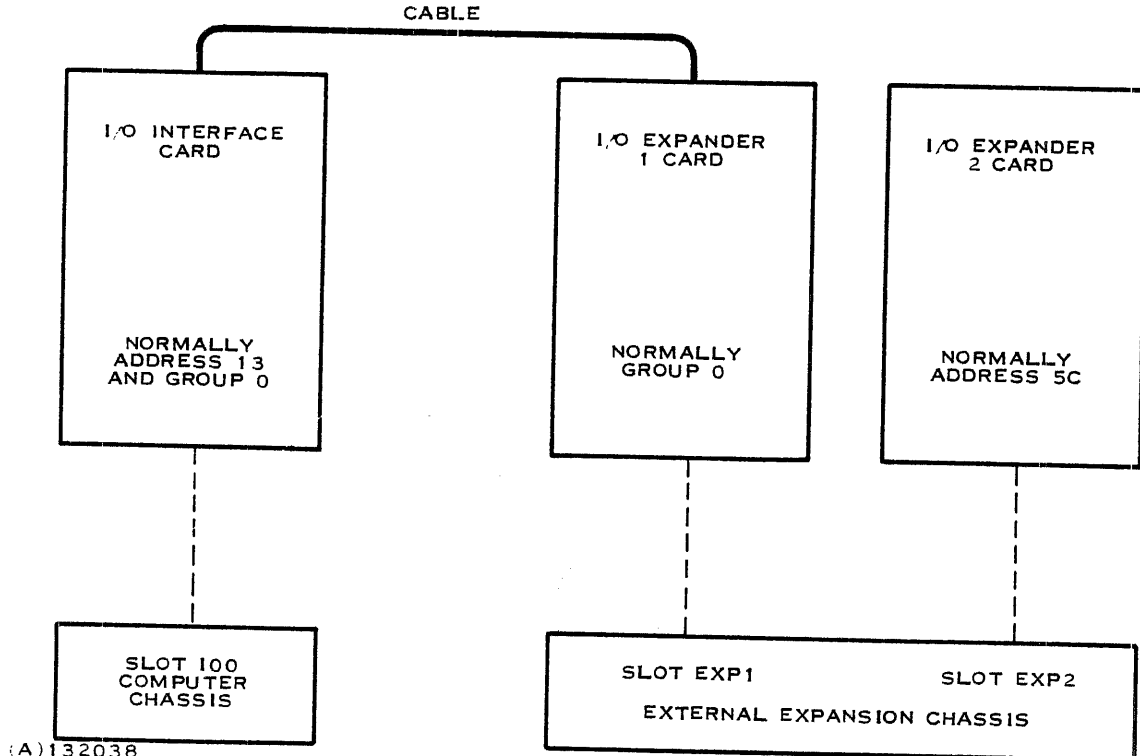 CABLE
I/O INTERFACE
CARD
NORMALLY
ADDRESS 13
AND GROUP 0
I/O EXPANDER
1 CARD
NORMALLY
GROUP 0
I/O EXPANDER
2 CARD
NORMALLY
ADDRESS 5C
SLOT I00
COMPUTER
CHASSIS
SLOT EXP1
SLOT EXP2
EXTERNAL EXPANSION CHASSIS
(A)132038